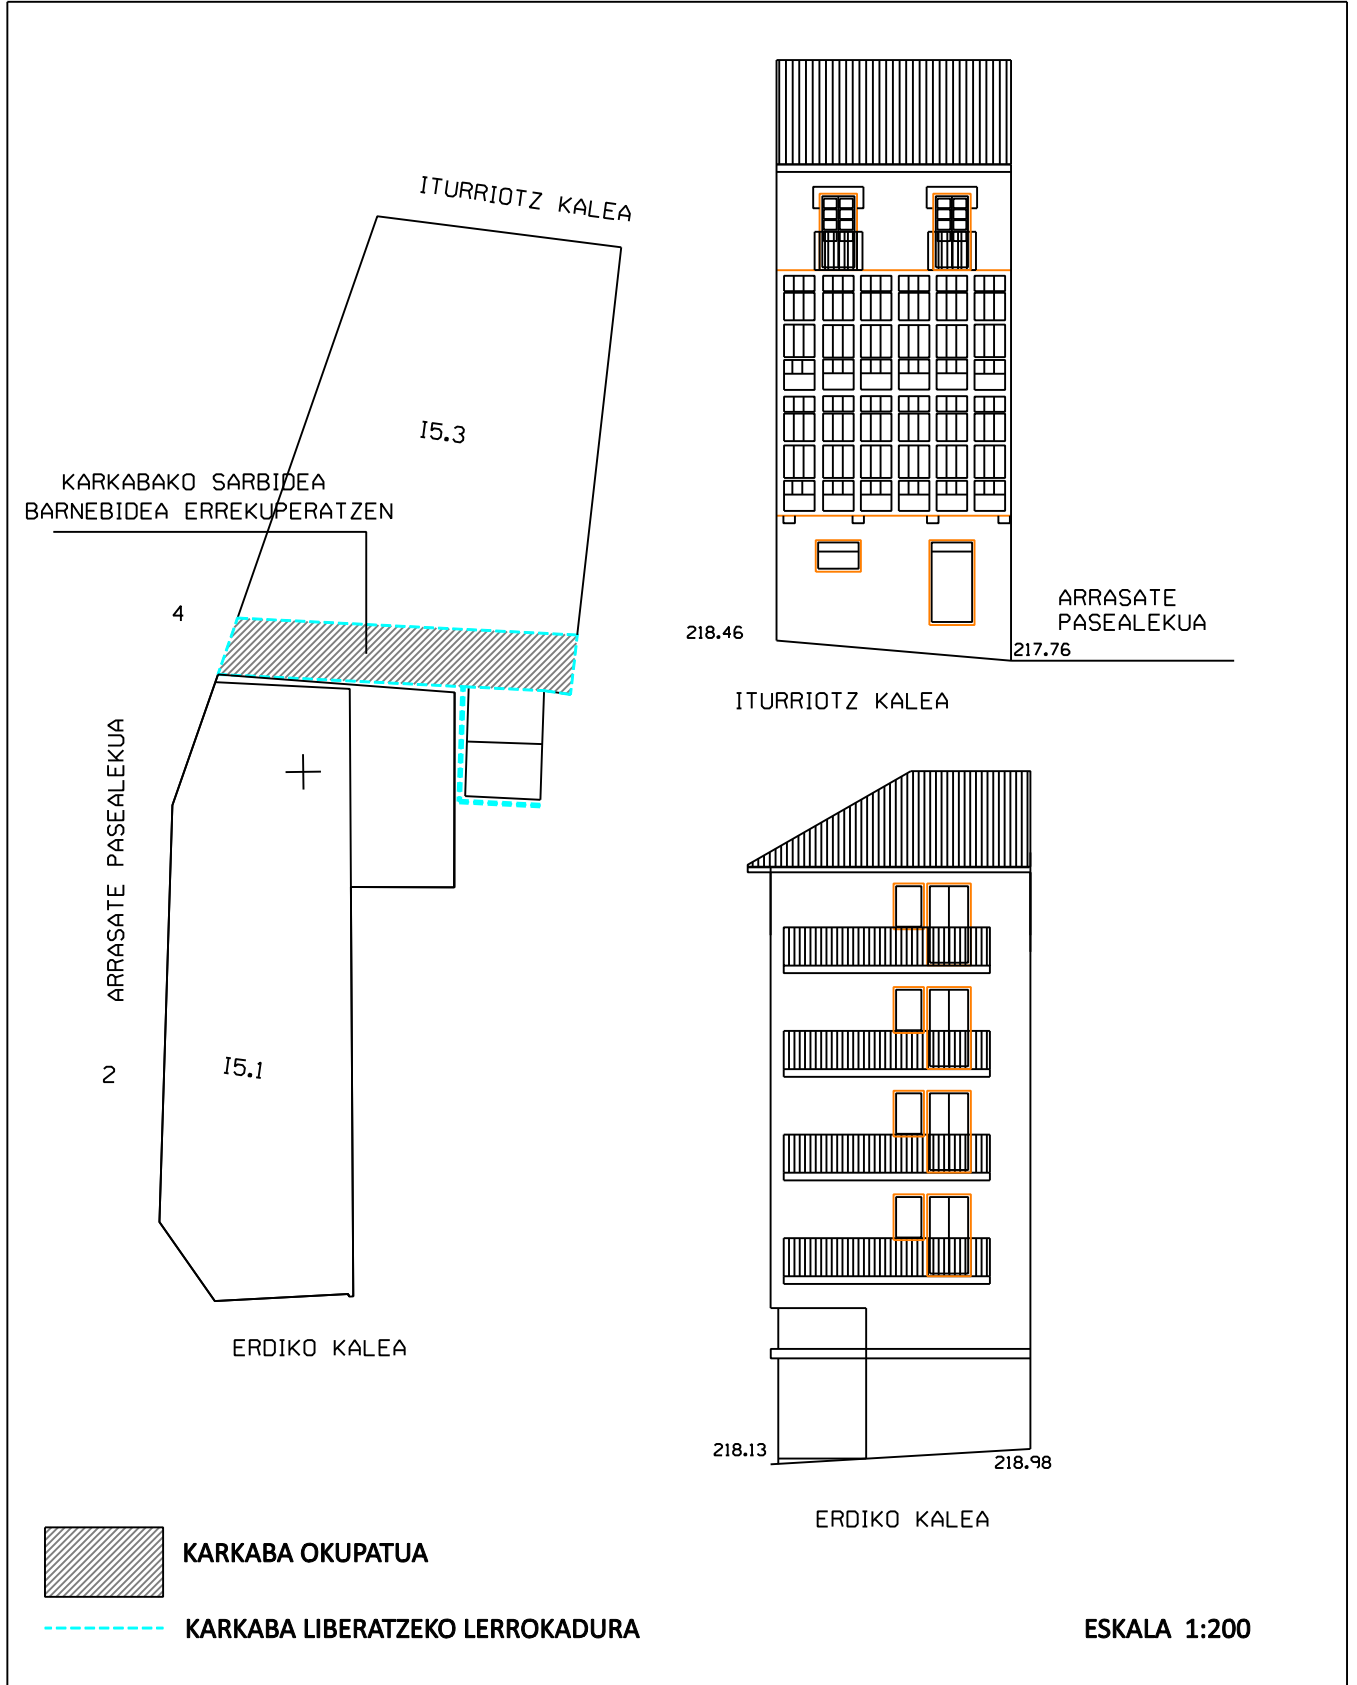 ITURRIOTZ KALEA
I5.3
KARKABAKO SARBIDEA
BARNEBIDEA ERREKUPERATZEN
4
ARRASATE PASEALEKUA
2
I5.1
ERDIKO KALEA
218.46
217.76
ARRASATE
PASEALEKUA
ITURRIOTZ KALEA
218.13
218.98
ERDIKO KALEA
KARKABA OKUPATUA
KARKABA LIBERATZEKO LERROKADURA
ESKALA 1:200